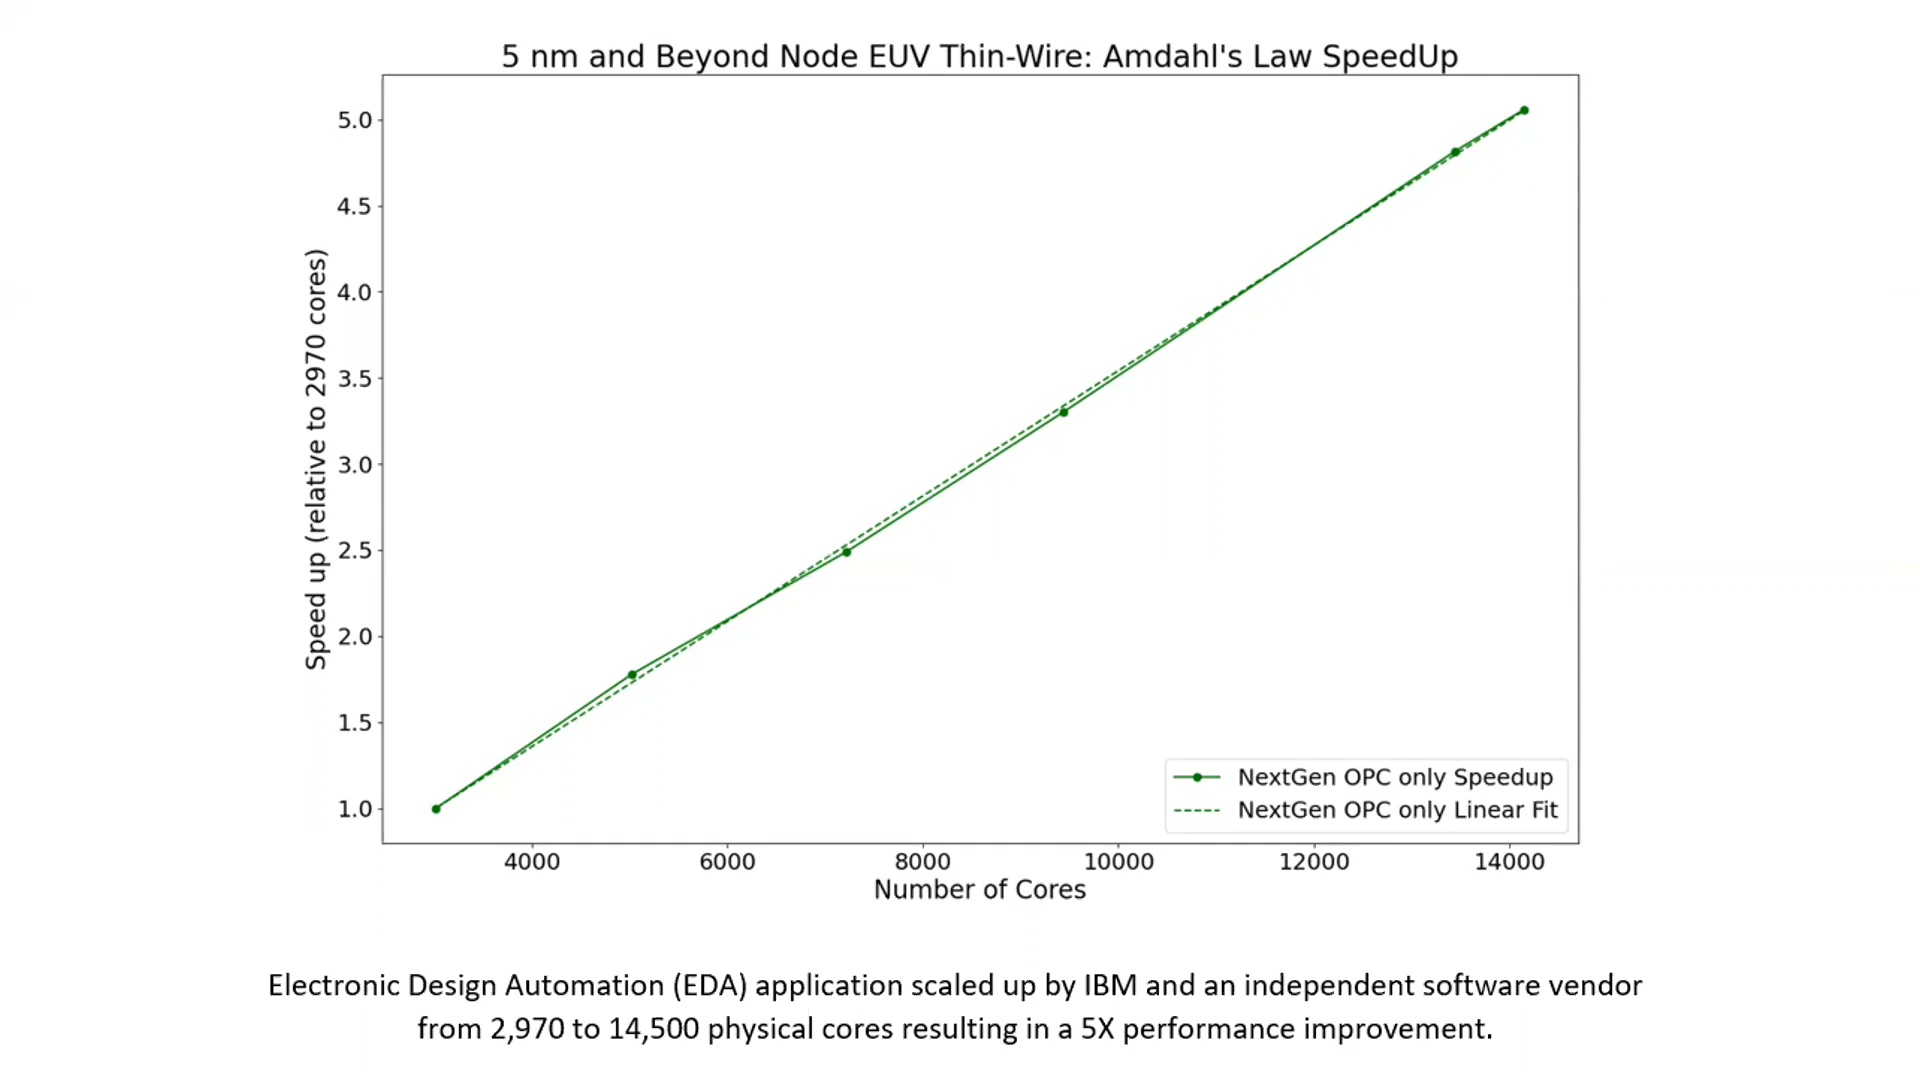 5 nm and Beyond Node EUV Thin-Wire: Amdahl's Law SpeedUp
Speed up (relative to 2970 cores)
5.0
4.5
4.0
3.5
3.0
2.5
2.0
1.5
1.0
NextGen OPC only Speedup
NextGen OPC only Linear Fit
4000 6000 8000 10000 12000 14000
Number of Cores
Electronic Design Automation (EDA) application scaled up by IBM and an independent software vendor
from 2,970 to 14,500 physical cores resulting in a 5X performance improvement.